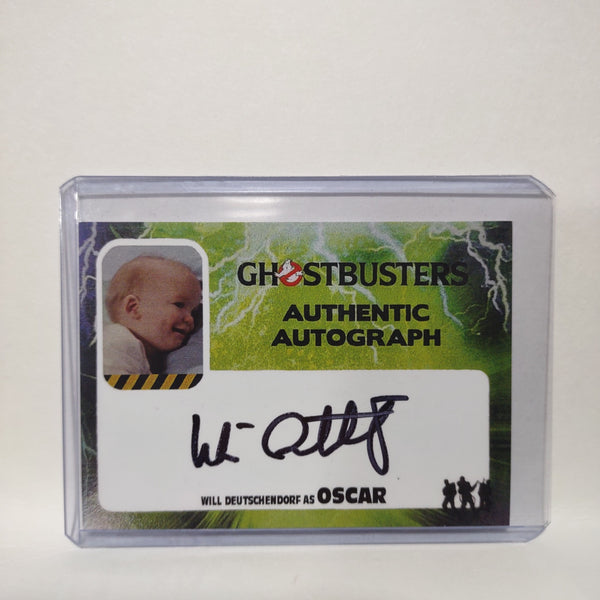 GHOSTBUSTERS
AUTHENTIC
AUTOGRAPH
WILL DEUTSCHENDORF AS OSCAR